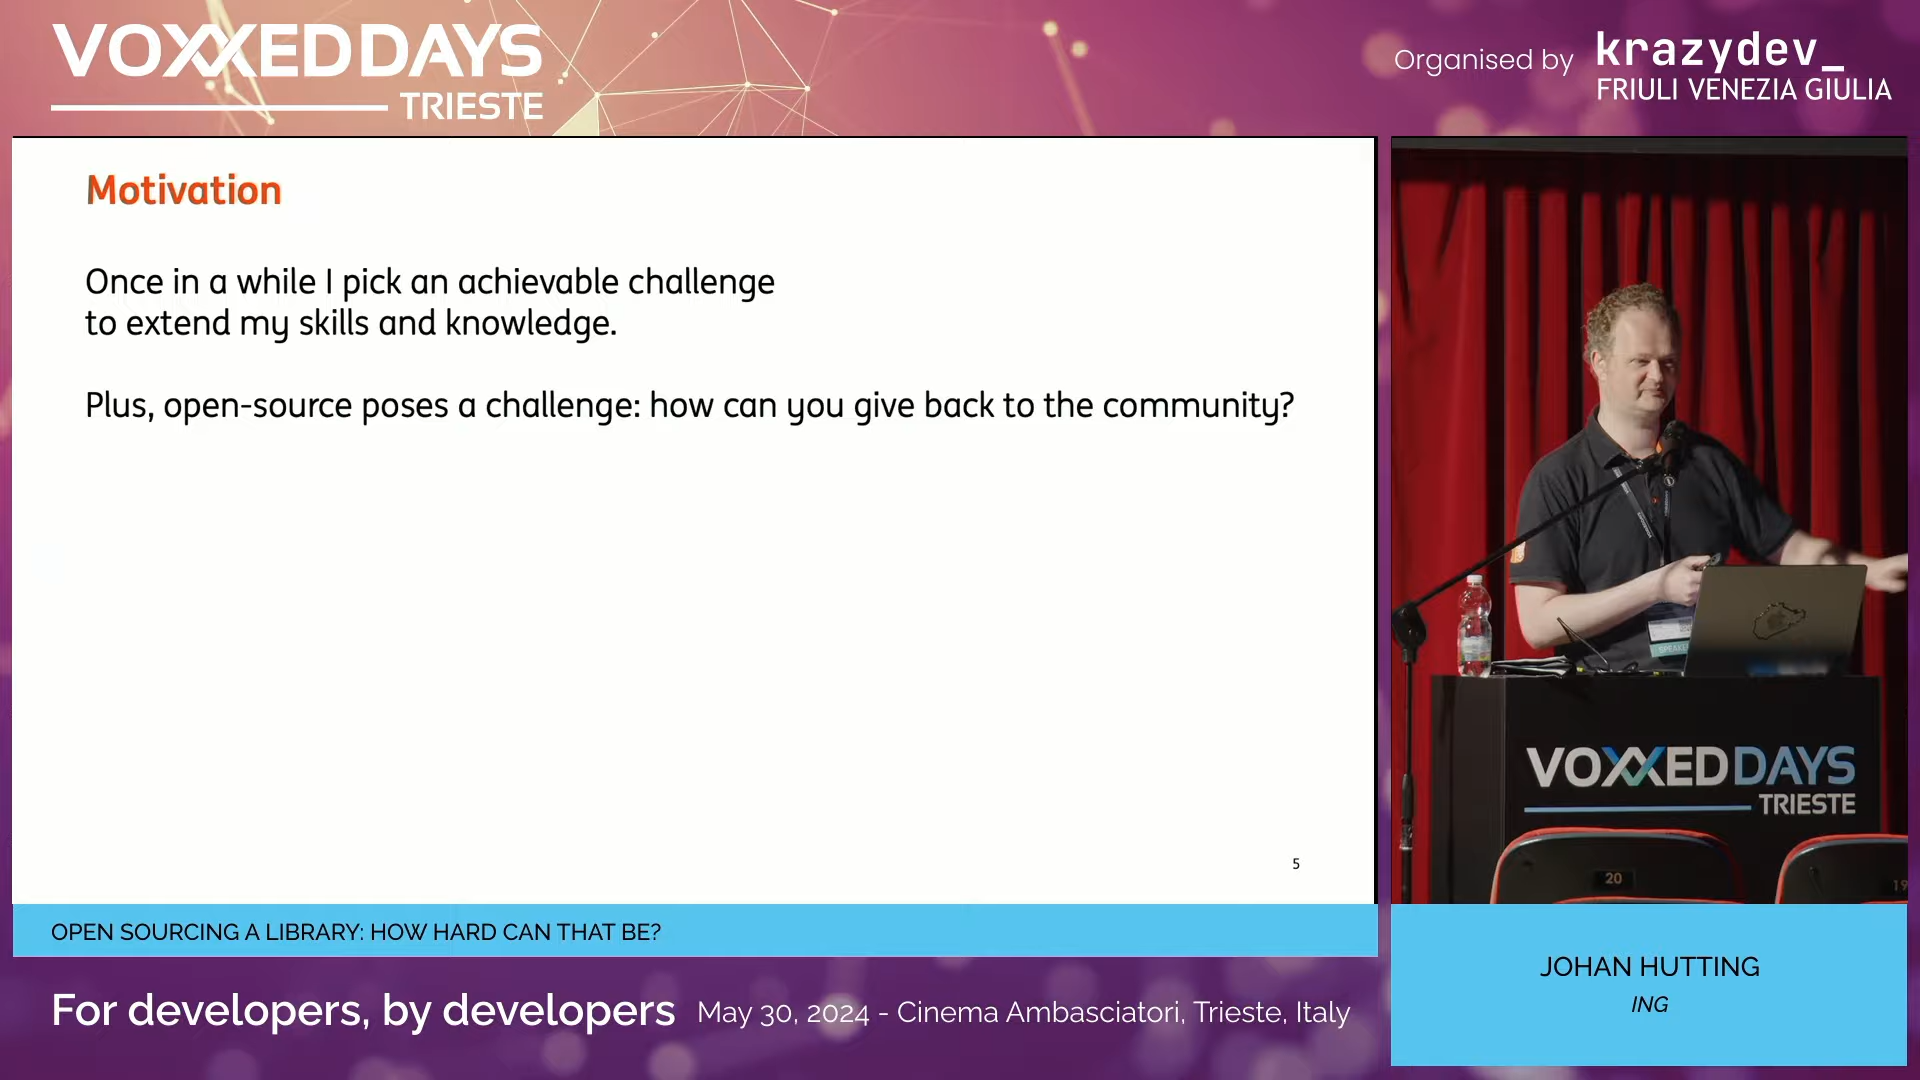 VOXXEDDAYS
TRIESTE
Organised by
krazydev_
FRIULI VENEZIA GIULIA
Motivation
Once in a while I pick an achievable challenge
to extend my skills and knowledge.
Plus, open-source poses a challenge: how can you give back to the community?
5
SPEAKER
VOXXEDDAYS
TRIESTE
20
19
OPEN SOURCING A LIBRARY: HOW HARD CAN THAT BE?
JOHAN HUTTING
ING
For developers, by developers
May 30, 2024 - Cinema Ambasciatori, Trieste, Italy